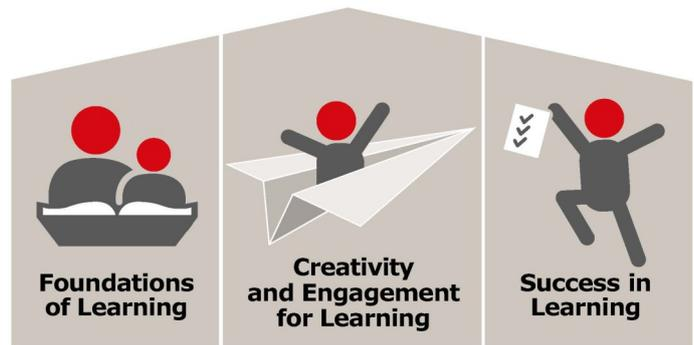 Foundations
of Learning
Creativity
and Engagement
for Learning
Success in
Learning